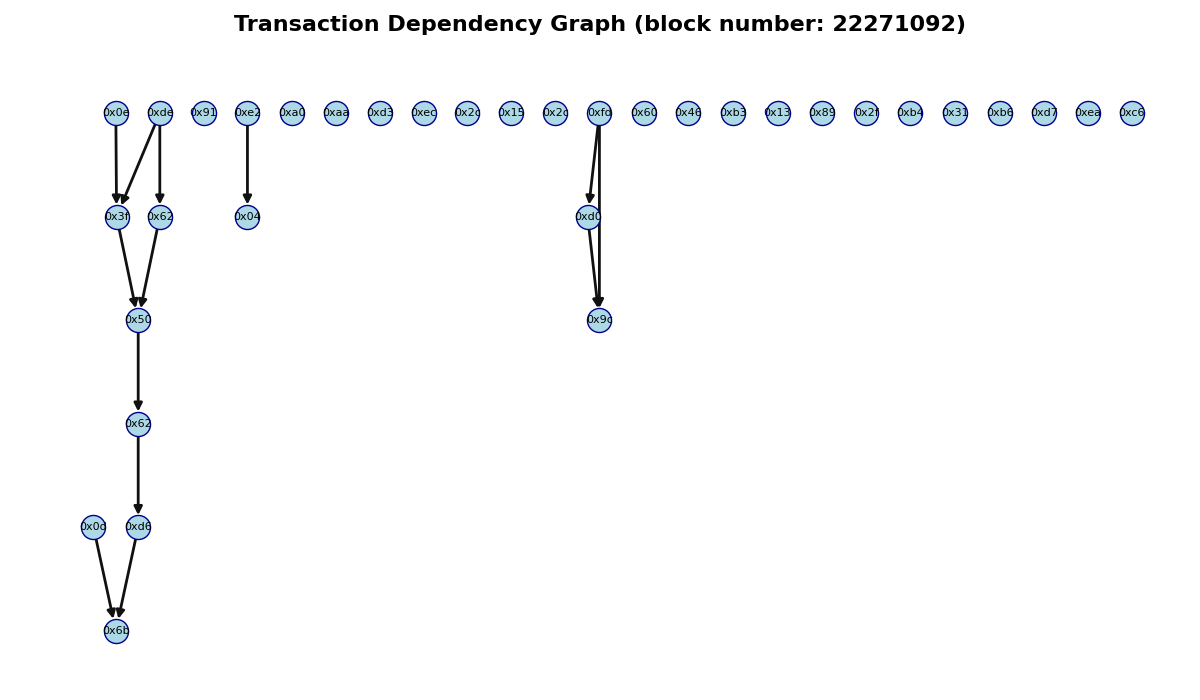 Transaction Dependency Graph (block number: 22271092)
0x0e 0xde 0x91 0xe2 0xa0 0xaa 0xd3 0xec 0x2c 0x15 0x2c 0xfd 0x60 0x46 0xb3 0x13 0x89 0x2f 0xb4 0x31 0xb6 0xd7 0xea 0xc6
0x3f 0x62 0x04 0xd0
0x50 0x9c
0x62
0x0d 0xd6
0x6b